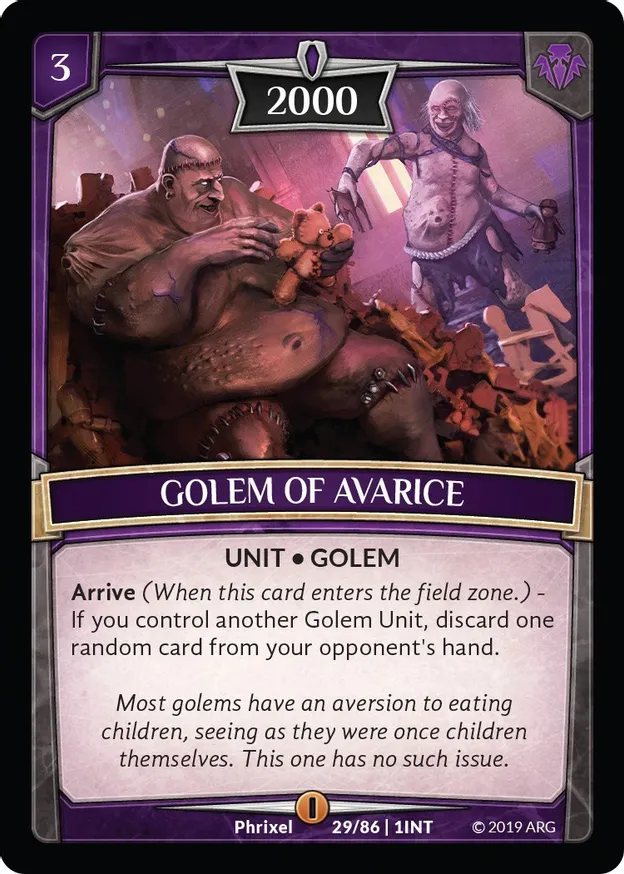 3
2000
GOLEM OF AVARICE
UNIT • GOLEM
Arrive (When this card enters the field zone.) -
If you control another Golem Unit, discard one
random card from your opponent's hand.
Most golems have an aversion to eating
children, seeing as they were once children
themselves. This one has no such issue.
Phrixel 29/86 | 1INT © 2019 ARG